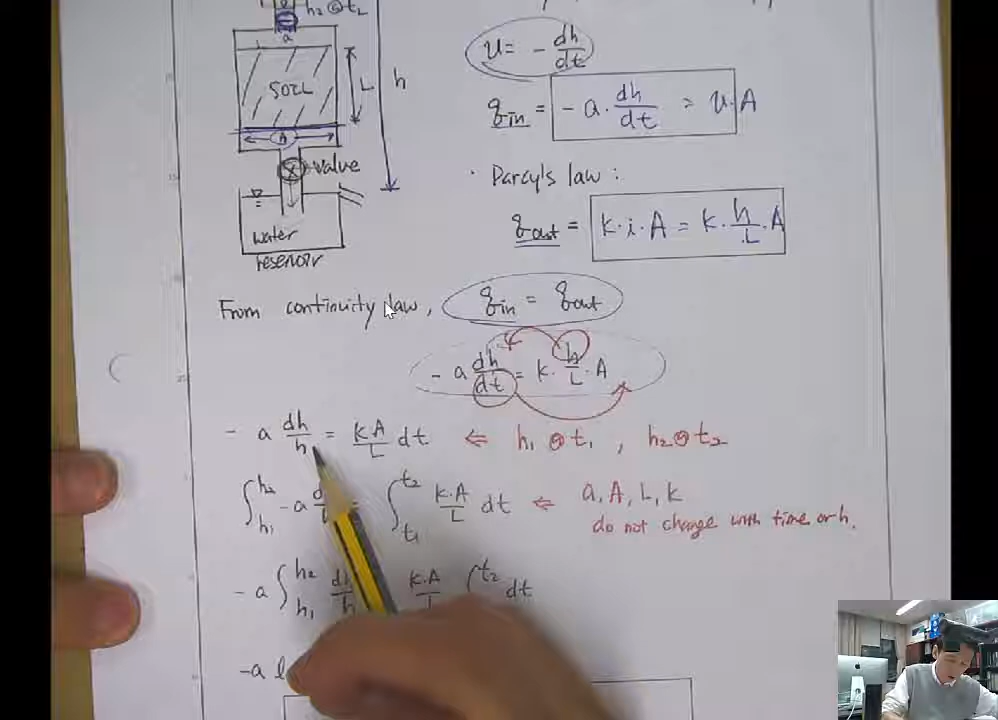 h₂ @ t₂
a
SOIL
L
h
A
valve
water
reservoir
u = - dh/dt
q_in = - a · dh/dt = u · A
· Darcy's law :
q_out = k · i · A = k · h/L · A
From continuity law, q_in = q_out
- a dh/dt = k · h/L · A
- a dh/h = kA/L dt ⇐ h₁ @ t₁ , h₂ @ t₂
∫h₁ h₂ - a d = ∫t₁ t₂ k·A/L dt ⇐ a, A, L, k
do not change with time or h.
- a ∫h₁ h₂ dh/h k·A/L ∫ t₂ dt
-a